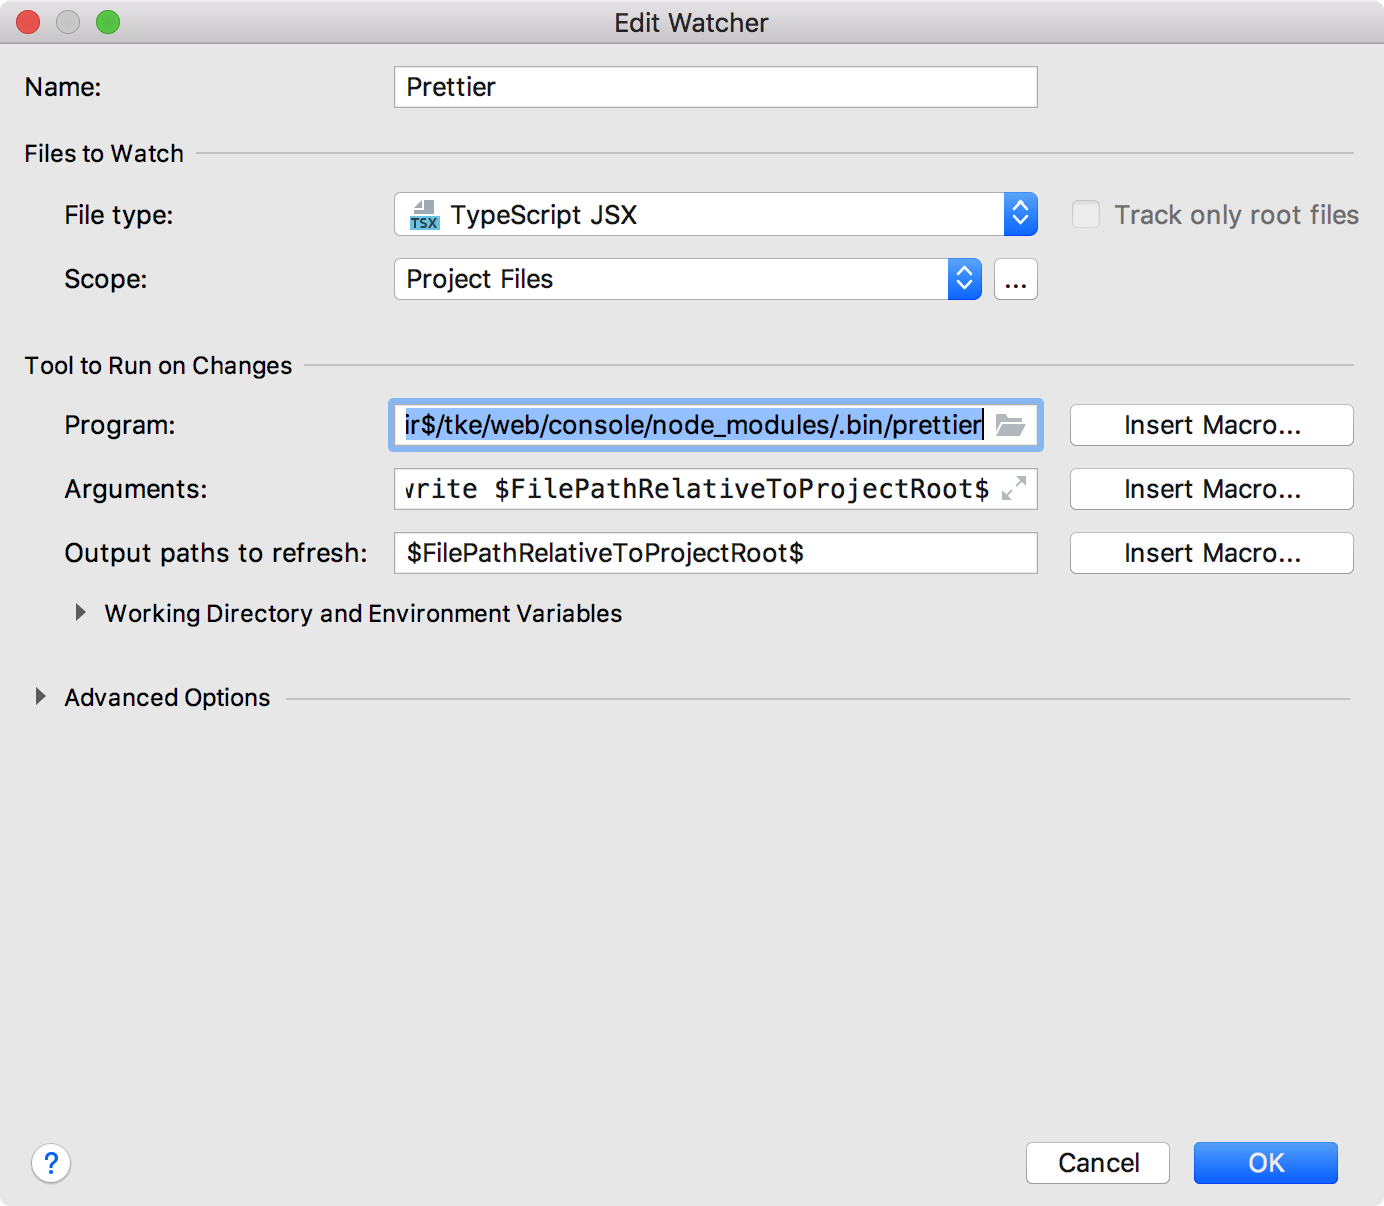 Edit Watcher
Name: Prettier
Files to Watch
File type: TSX TypeScript JSX Track only root files
Scope: Project Files ...
Tool to Run on Changes
Program: ir$/tke/web/console/node_modules/.bin/prettier Insert Macro...
Arguments: write $FilePathRelativeToProjectRoot$ Insert Macro...
Output paths to refresh: $FilePathRelativeToProjectRoot$ Insert Macro...
Working Directory and Environment Variables
Advanced Options
? Cancel OK